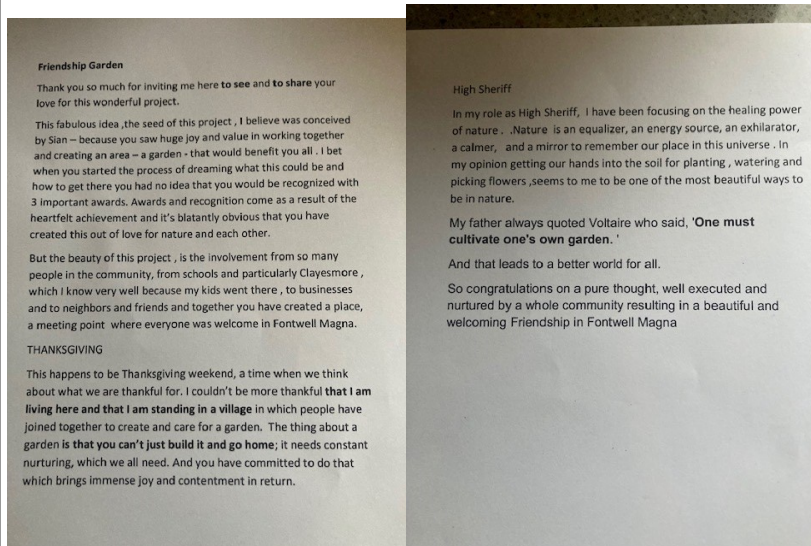 Friendship Garden
Thank you so much for inviting me here to see and to share your
love for this wonderful project.
This fabulous idea ,the seed of this project , I believe was conceived
by Sian – because you saw huge joy and value in working together
and creating an area – a garden - that would benefit you all . I bet
when you started the process of dreaming what this could be and
how to get there you had no idea that you would be recognized with
3 important awards. Awards and recognition come as a result of the
heartfelt achievement and it's blatantly obvious that you have
created this out of love for nature and each other.
But the beauty of this project , is the involvement from so many
people in the community, from schools and particularly Clayesmore ,
which I know very well because my kids went there , to businesses
and to neighbors and friends and together you have created a place,
a meeting point where everyone was welcome in Fontwell Magna.
THANKSGIVING
This happens to be Thanksgiving weekend, a time when we think
about what we are thankful for. I couldn't be more thankful that I am
living here and that I am standing in a village in which people have
joined together to create and care for a garden. The thing about a
garden is that you can't just build it and go home; it needs constant
nurturing, which we all need. And you have committed to do that
which brings immense joy and contentment in return.
High Sheriff
In my role as High Sheriff, I have been focusing on the healing power
of nature . .Nature is an equalizer, an energy source, an exhilarator,
a calmer, and a mirror to remember our place in this universe . In
my opinion getting our hands into the soil for planting , watering and
picking flowers ,seems to me to be one of the most beautiful ways to
be in nature.
My father always quoted Voltaire who said, 'One must
cultivate one's own garden. '
And that leads to a better world for all.
So congratulations on a pure thought, well executed and
nurtured by a whole community resulting in a beautiful and
welcoming Friendship in Fontwell Magna